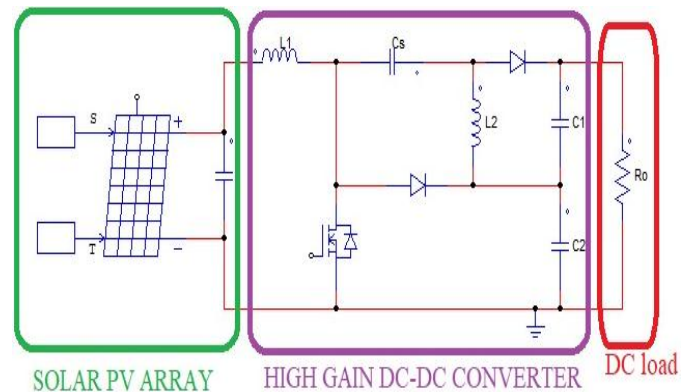 L1
Cs
S
+
L2
C1
Ro
T
−
C2
SOLAR PV ARRAY
HIGH GAIN DC-DC CONVERTER
DC load